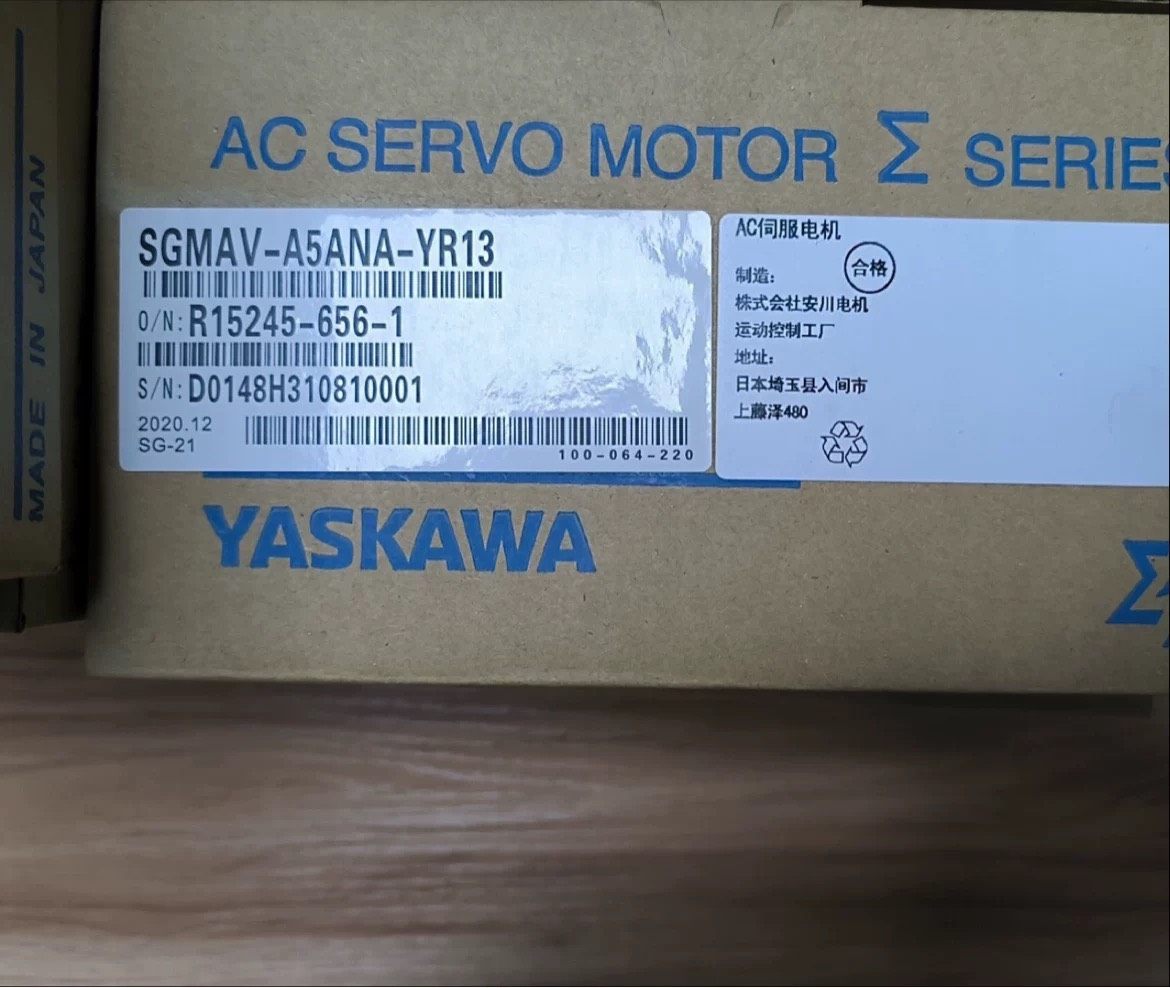 MADE IN JAPAN
AC SERVO MOTOR Σ SERIES
SGMAV-A5ANA-YR13
O/N: R15245-656-1
S/N: D0148H310810001
2020.12
SG-21
100-064-220
AC伺服电机
合格
制造:
株式会社安川电机
运动控制工厂
地址:
日本埼玉县入间市
上藤泽480
YASKAWA
Σ